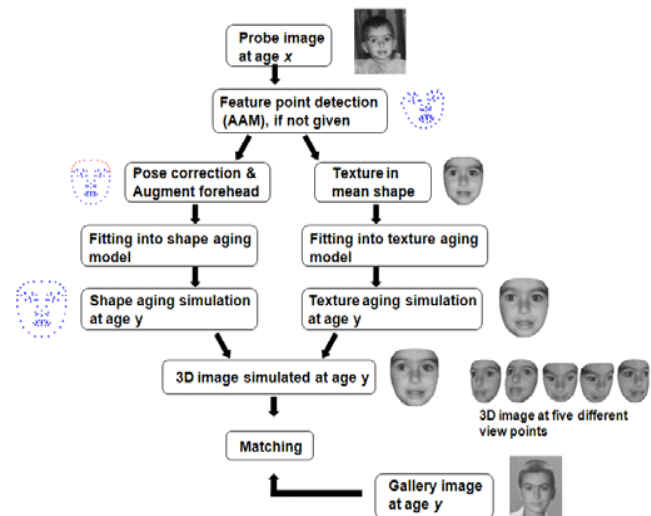 Probe image
at age x
Feature point detection
(AAM), if not given
Pose correction &
Augment forehead
Texture in
mean shape
Fitting into shape aging
model
Fitting into texture aging
model
Shape aging simulation
at age y
Texture aging simulation
at age y
3D image simulated at age y
3D image at five different
view points
Matching
Gallery image
at age y